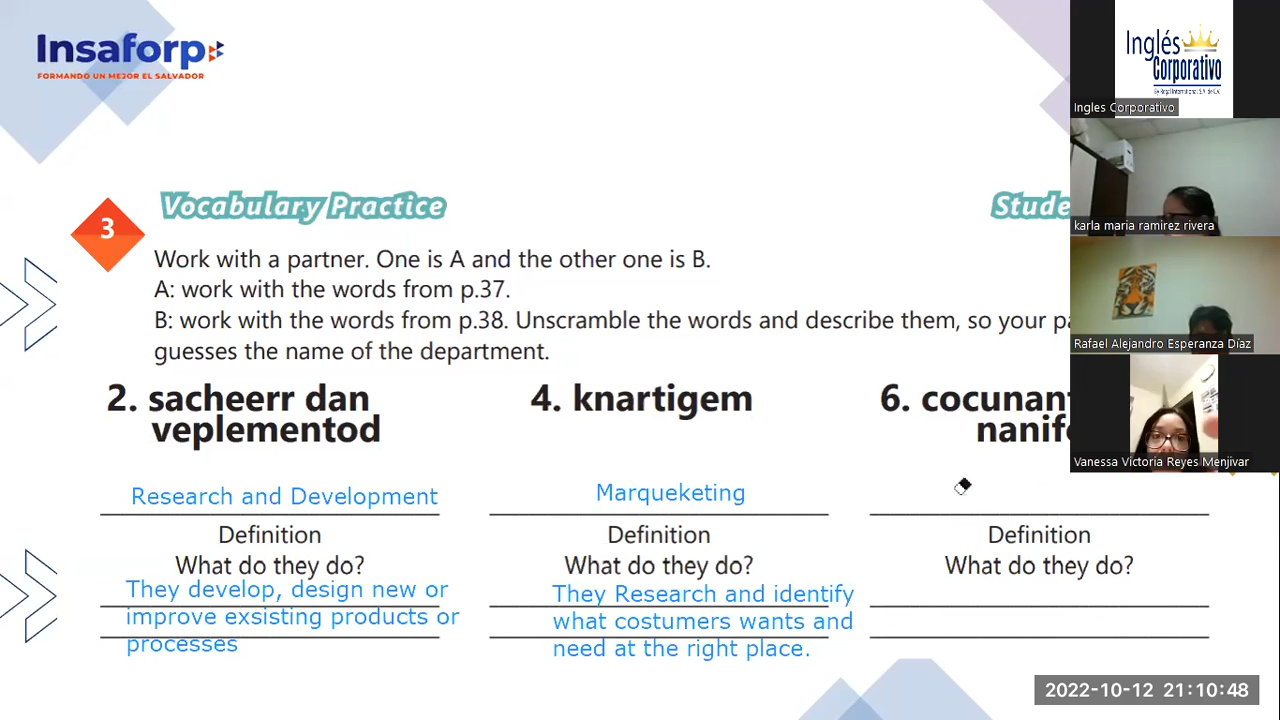 Insaforp
FORMANDO UN MEJOR EL SALVADOR
Inglés
Corporativo
Ingles Corporativo
karla maria ramirez rivera
Rafael Alejandro Esperanza Díaz
Vanessa Victoria Reyes Menjivar
3
Vocabulary Practice
Stude
Work with a partner. One is A and the other one is B.
A: work with the words from p.37.
B: work with the words from p.38. Unscramble the words and describe them, so your pa
guesses the name of the department.
2. sacheerr dan
veplementod
4. knartigem
6. cocunant
nanif
Research and Development
Marqueketing
Definition
Definition
Definition
What do they do?
What do they do?
What do they do?
They develop, design new or
improve exsisting products or
processes
They Research and identify
what costumers wants and
need at the right place.
2022-10-12 21:10:48